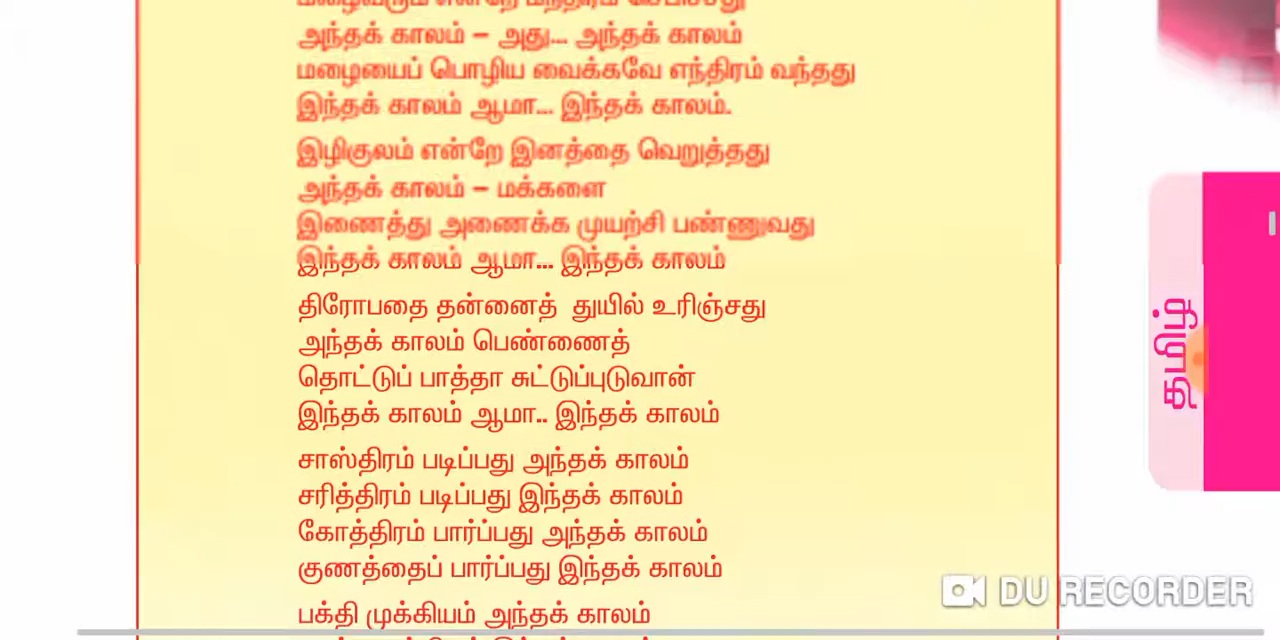 அந்தக் காலம் – அது... அந்தக் காலம்
மழையைப் பொழிய வைக்கவே எந்திரம் வந்தது
இந்தக் காலம் ஆமா... இந்தக் காலம்.
இழிகுலம் என்றே இனத்தை வெறுத்தது
அந்தக் காலம் – மக்களை
இணைத்து அணைக்க முயற்சி பண்ணுவது
இந்தக் காலம் ஆமா... இந்தக் காலம்
திரோபதை தன்னைத் துயில் உரிஞ்சது
அந்தக் காலம் பெண்ணைத்
தொட்டுப் பாத்தா சுட்டுப்புடுவான்
இந்தக் காலம் ஆமா.. இந்தக் காலம்
சாஸ்திரம் படிப்பது அந்தக் காலம்
சரித்திரம் படிப்பது இந்தக் காலம்
கோத்திரம் பார்ப்பது அந்தக் காலம்
குணத்தைப் பார்ப்பது இந்தக் காலம்
பக்தி முக்கியம் அந்தக் காலம்
தமிழ்
DU RECORDER